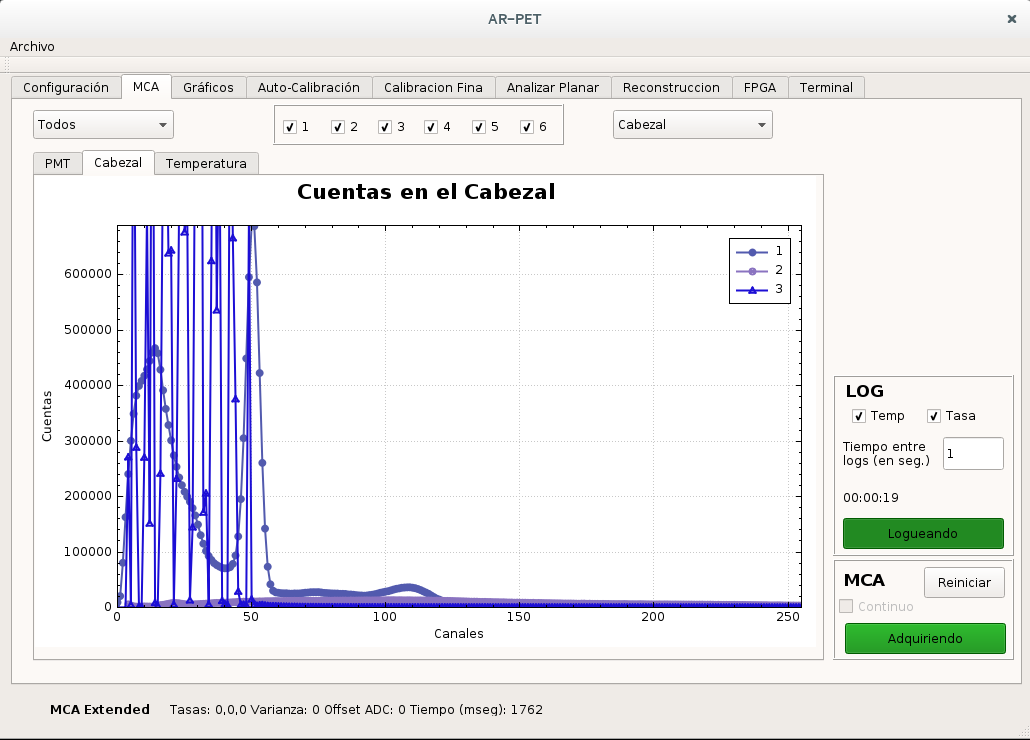 AR-PET
Archivo
Configuración MCA Gráficos Auto-Calibración Calibracion Fina Analizar Planar Reconstruccion FPGA Terminal
Todos 1 2 3 4 5 6 Cabezal
PMT Cabezal Temperatura
Cuentas en el Cabezal
1
2
3
600000
500000
400000
300000
200000
100000
0
Cuentas
0 50 100 150 200 250
Canales
LOG
Temp Tasa
Tiempo entre
logs (en seg.) 1
00:00:19
Logueando
MCA Reiniciar
Continuo
Adquiriendo
MCA Extended Tasas: 0,0,0 Varianza: 0 Offset ADC: 0 Tiempo (mseg): 1762